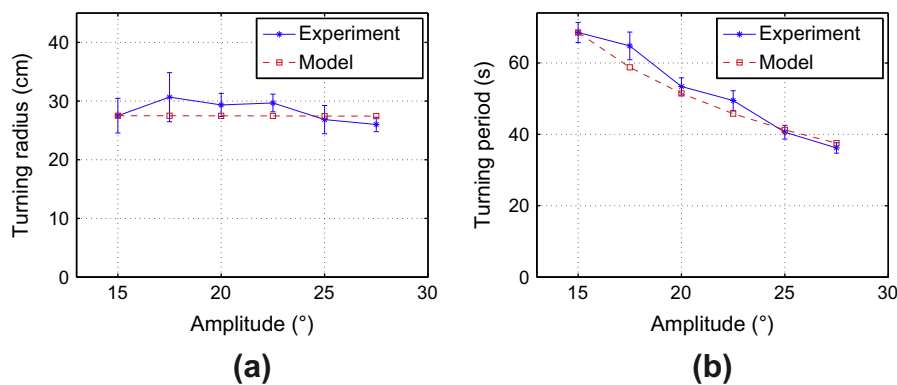 Turning radius (cm)
40
30
20
10
0
15
20
25
30
Amplitude (°)
Experiment
Model
(a)
Turning period (s)
60
40
20
0
15
20
25
30
Amplitude (°)
Experiment
Model
(b)